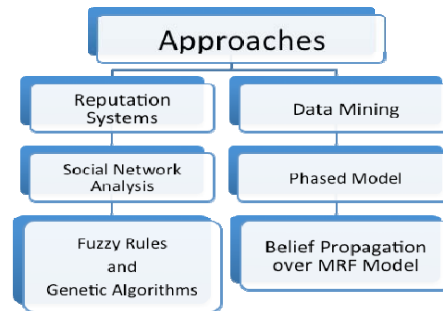 Approaches
Reputation
Systems
Data Mining
Social Network
Analysis
Phased Model
Fuzzy Rules
and
Genetic Algorithms
Belief Propagation
over MRF Model